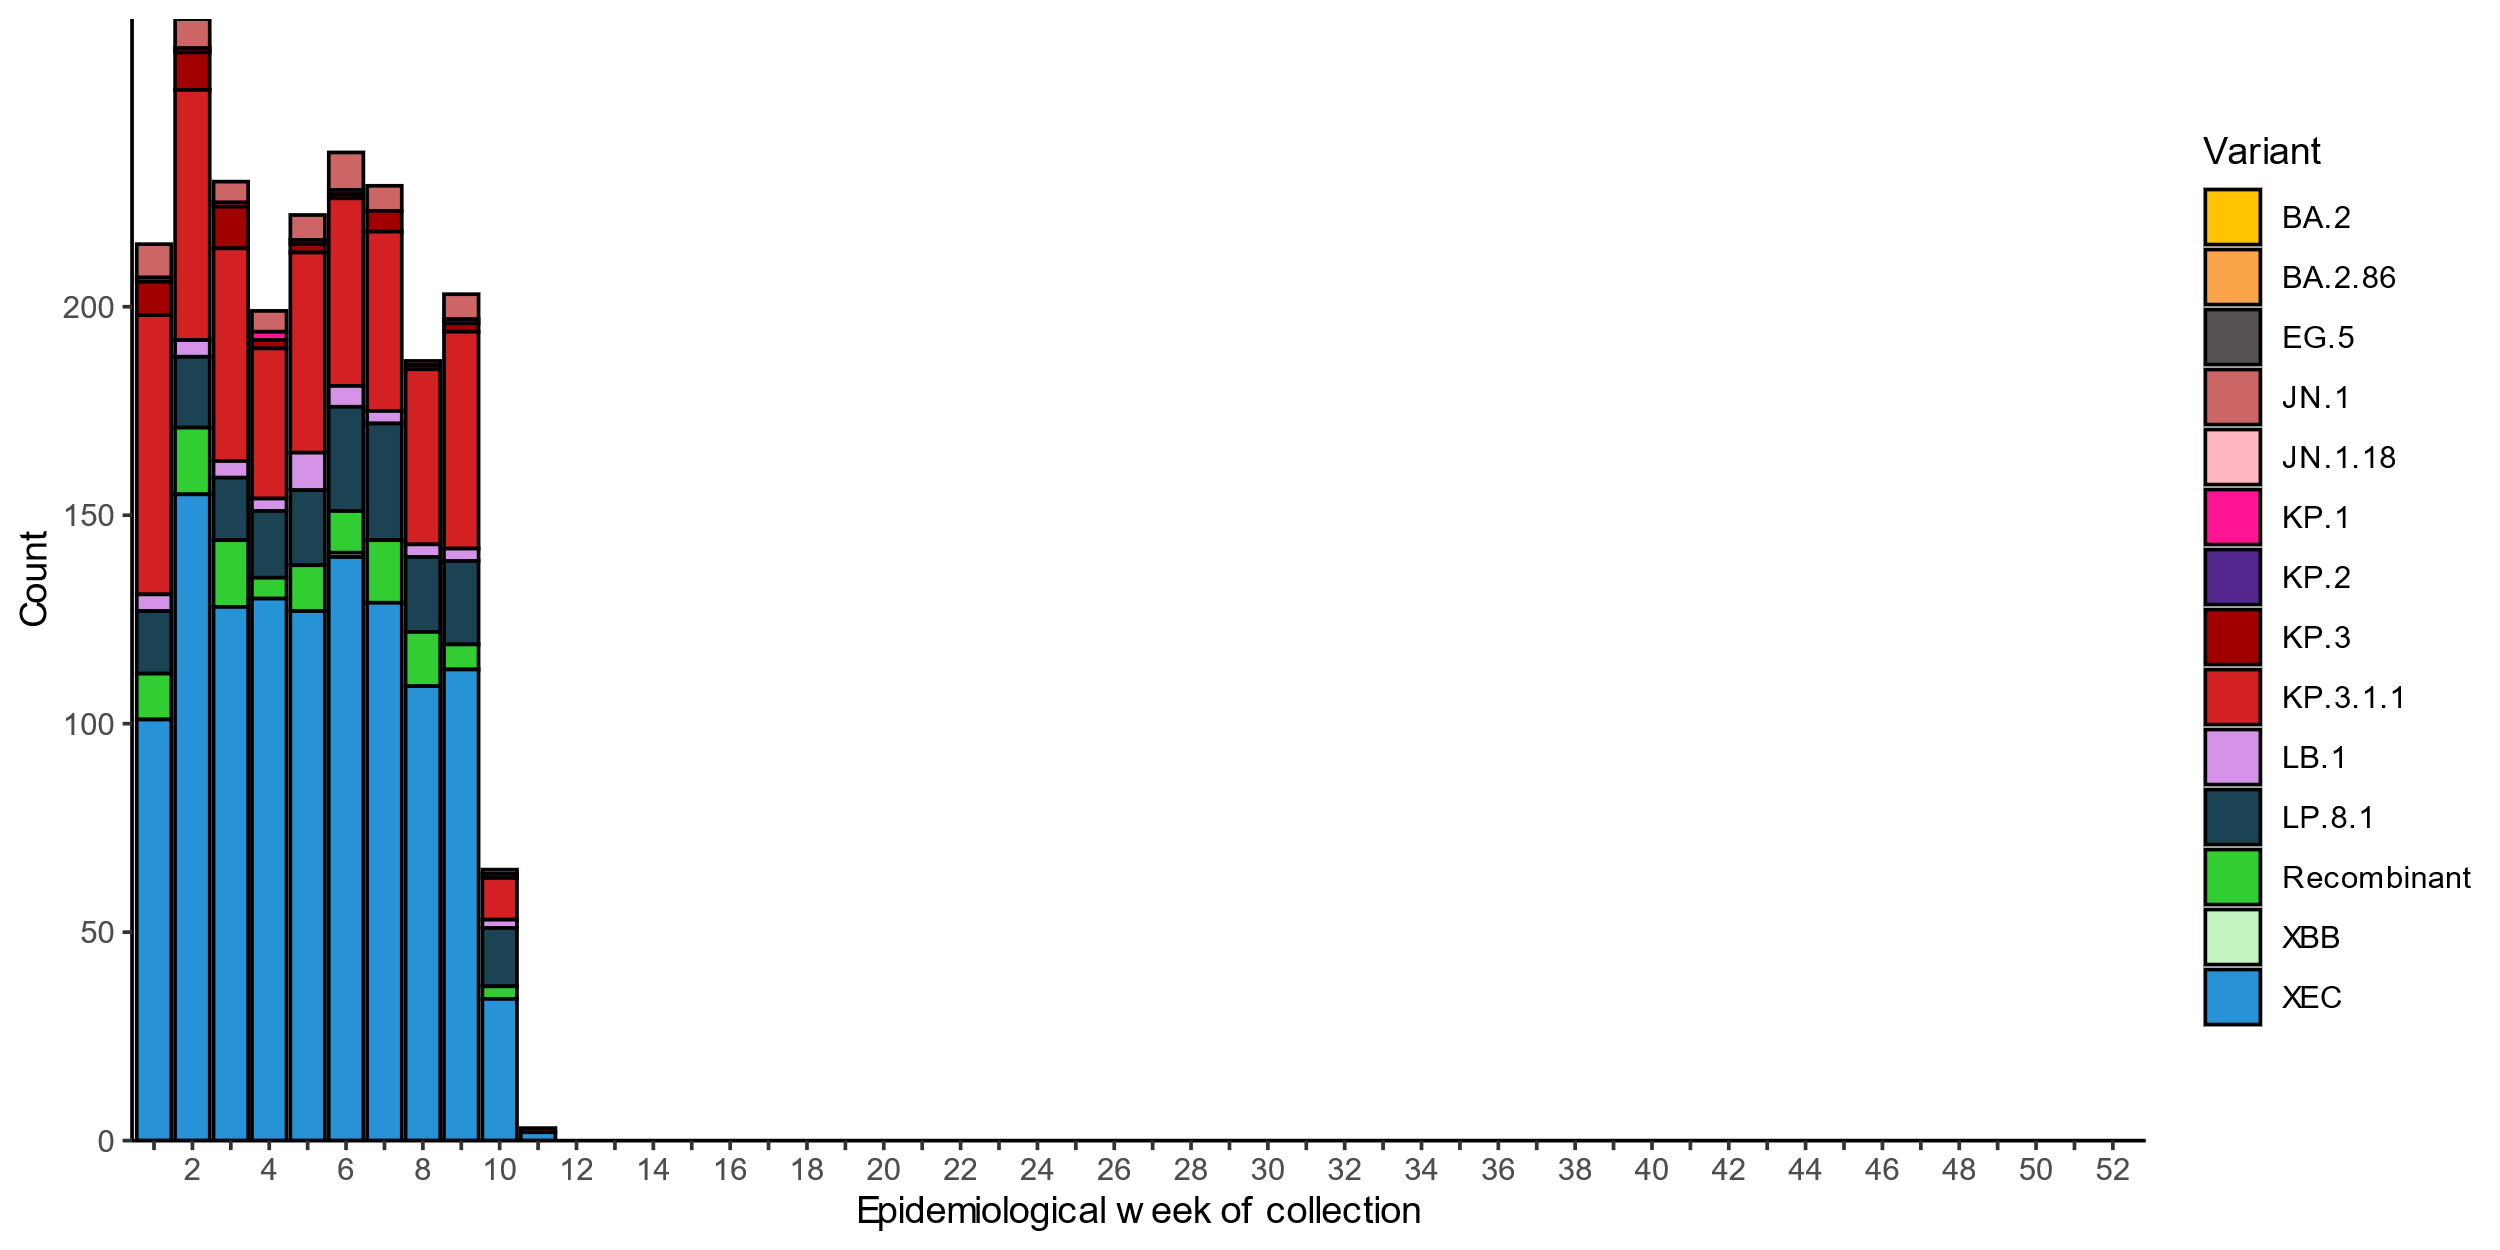 200
150
100
50
0
Count
2 4 6 8 10 12 14 16 18 20 22 24 26 28 30 32 34 36 38 40 42 44 46 48 50 52
Epidemiological week of collection
Variant
BA.2
BA.2.86
EG.5
JN.1
JN.1.18
KP.1
KP.2
KP.3
KP.3.1.1
LB.1
LP.8.1
Recombinant
XBB
XEC